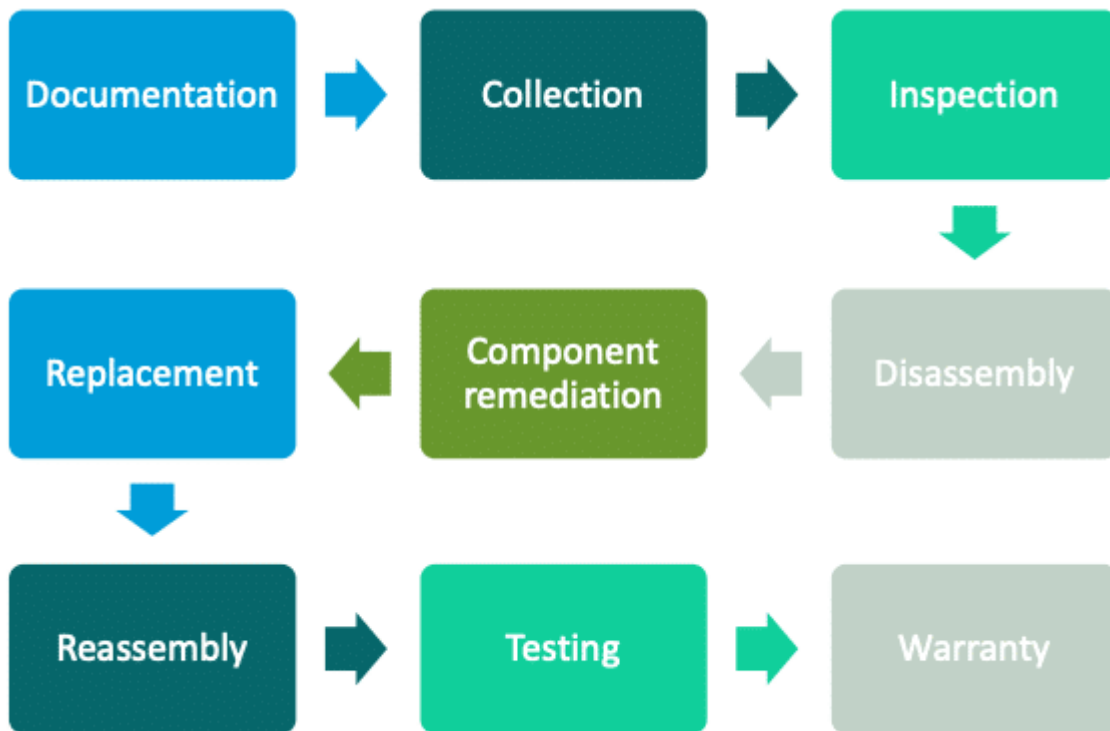 Documentation
Collection
Inspection
Disassembly
Component
remediation
Replacement
Reassembly
Testing
Warranty